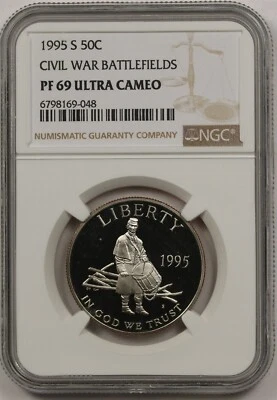 1995 S 50C
CIVIL WAR BATTLEFIELDS
PF 69 ULTRA CAMEO
6798169-048
NUMISMATIC GUARANTY COMPANY
NGC
LIBERTY
1995
IN GOD WE TRUST